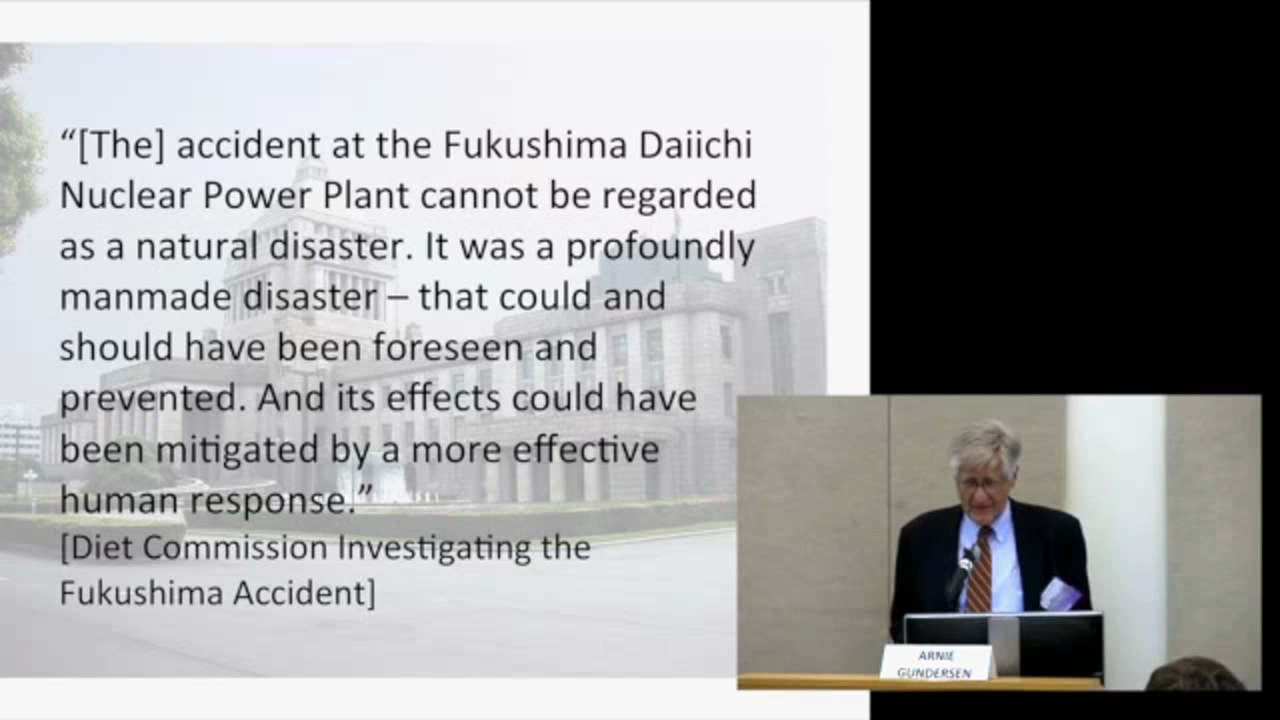 “[The] accident at the Fukushima Daiichi
Nuclear Power Plant cannot be regarded
as a natural disaster. It was a profoundly
manmade disaster – that could and
should have been foreseen and
prevented. And its effects could have
been mitigated by a more effective
human response.”
[Diet Commission Investigating the
Fukushima Accident]
ARNIE
GUNDERSEN